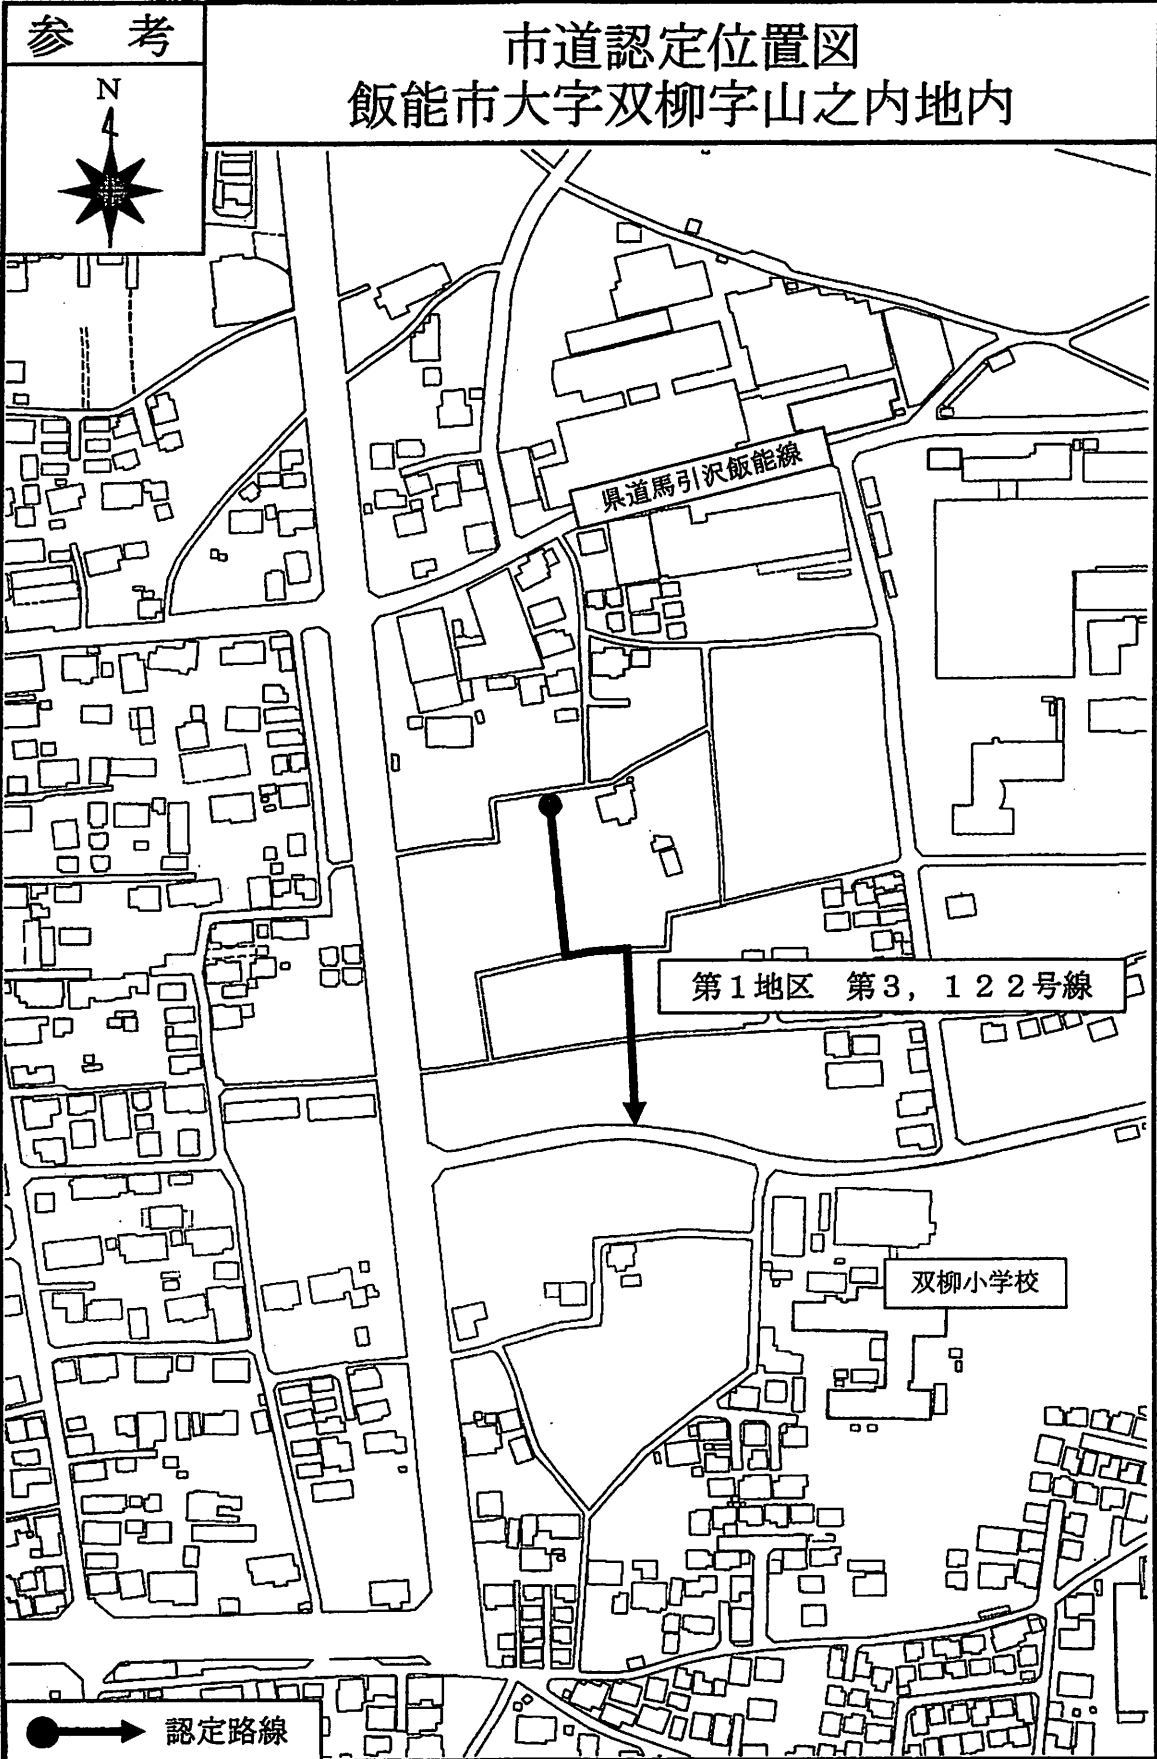 参 考
市道認定位置図
飯能市大字双柳字山之内地内
N
県道馬引沢飯能線
第1地区 第3,122号線
双柳小学校
認定路線